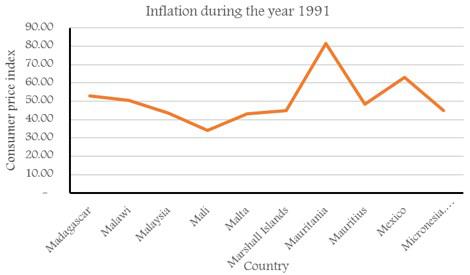 Inflation during the year 1991
Consumer price index
90.00
80.00
70.00
60.00
50.00
40.00
30.00
20.00
10.00
-
Madagascar
Malawi
Malaysia
Mali
Malta
Marshall Islands
Mauritania
Mauritius
Mexico
Micronesia,…
Country